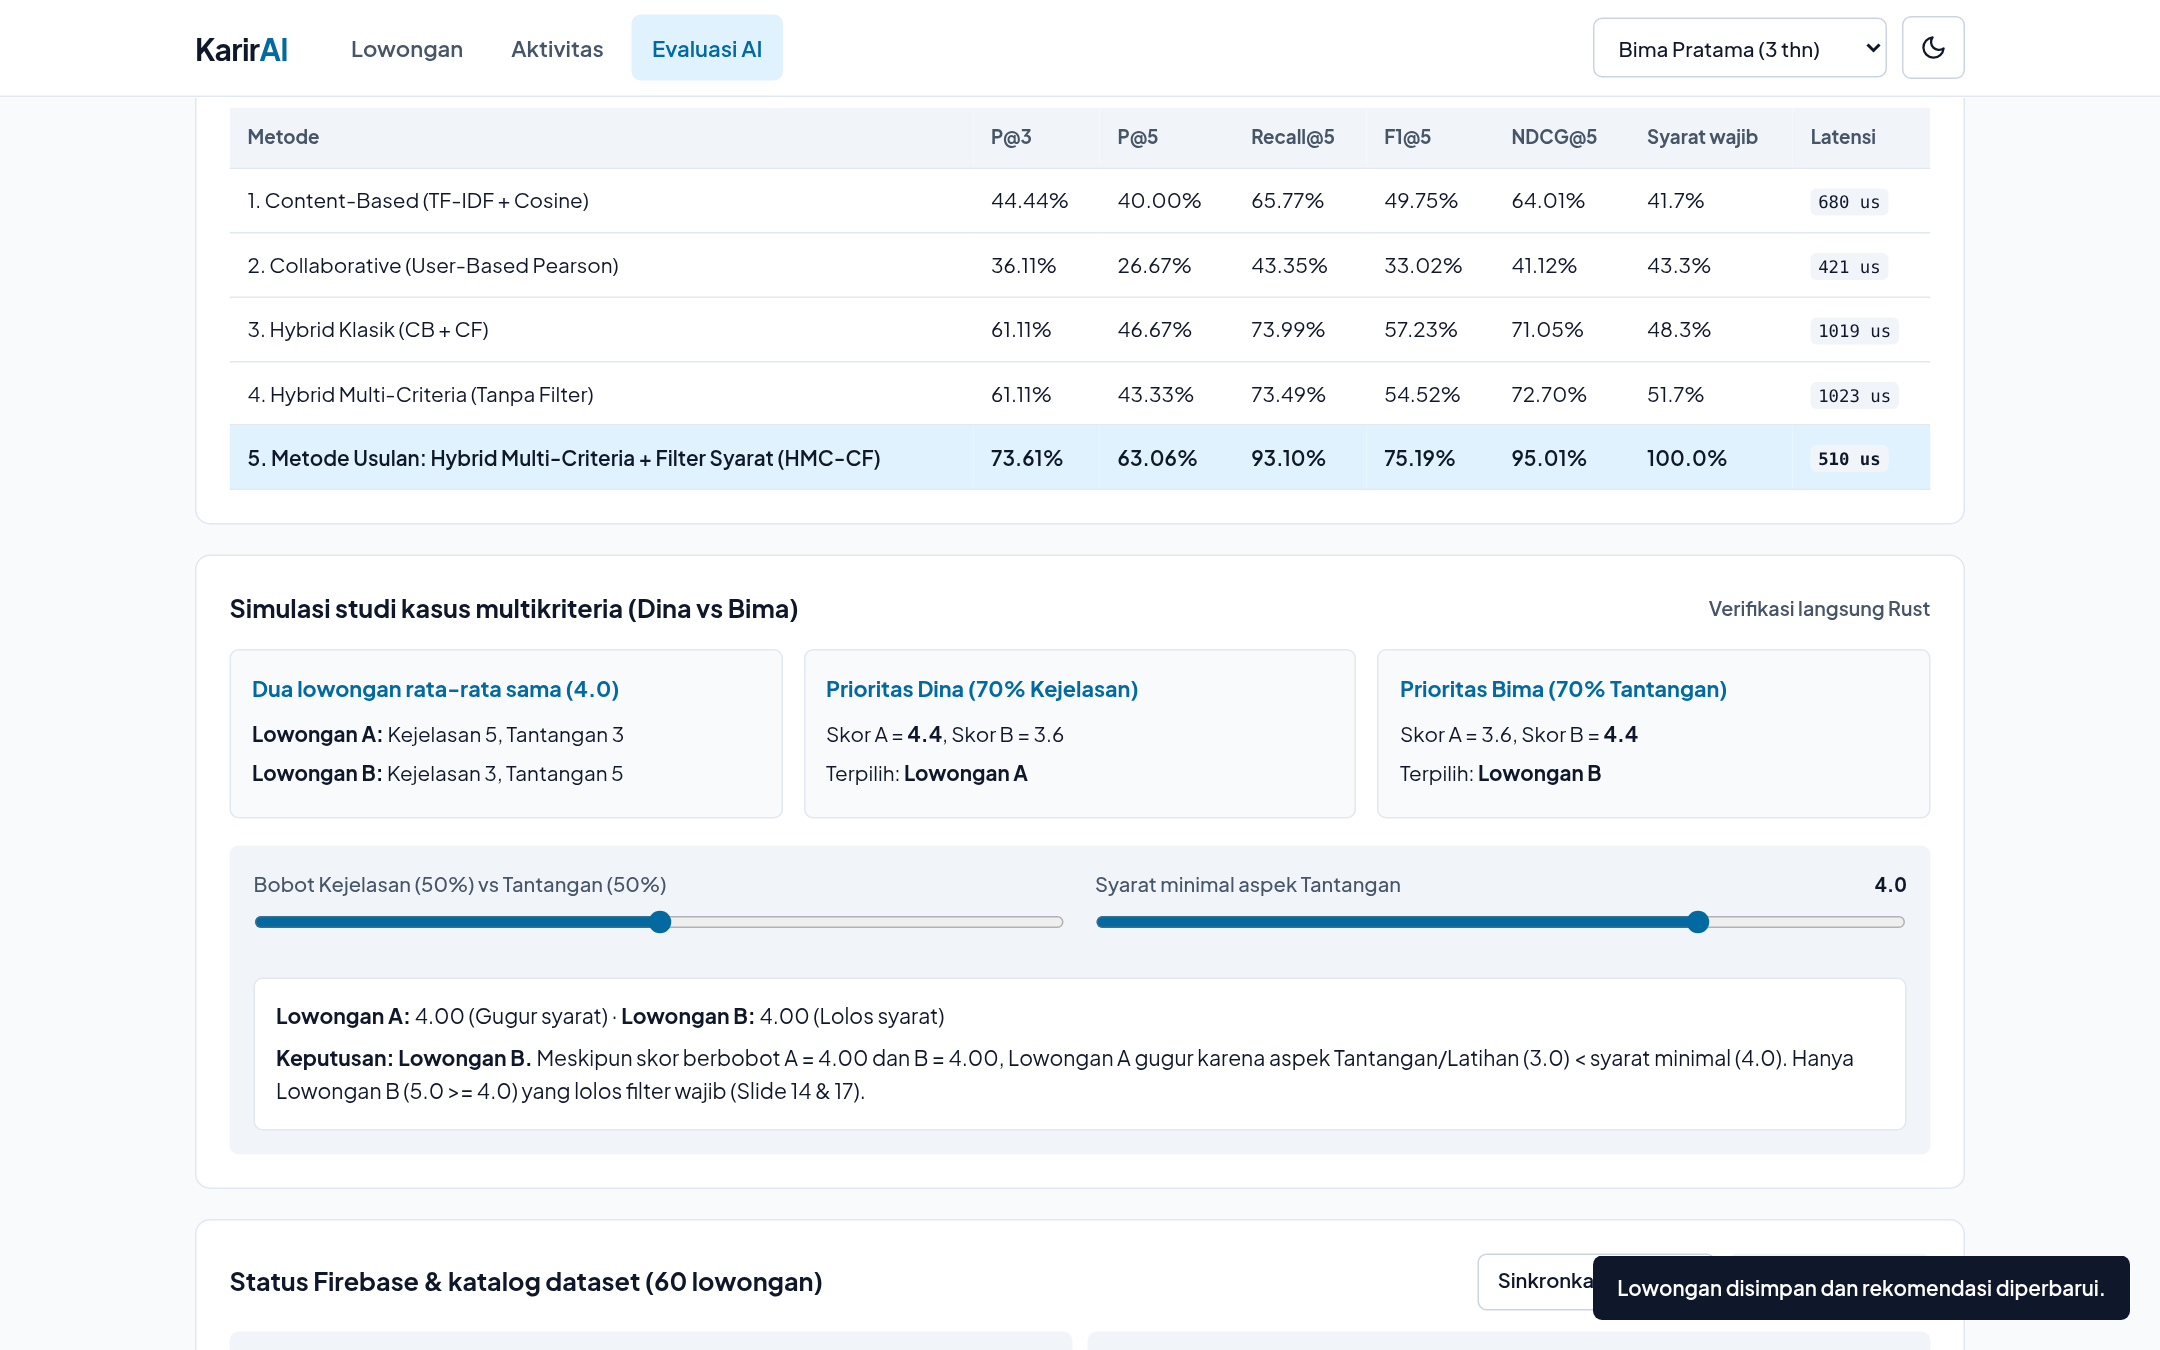 KarirAI Lowongan Aktivitas Evaluasi AI Bima Pratama (3 thn)
Metode P@3 P@5 Recall@5 F1@5 NDCG@5 Syarat wajib Latensi
1. Content-Based (TF-IDF + Cosine) 44.44% 40.00% 65.77% 49.75% 64.01% 41.7% 680 us
2. Collaborative (User-Based Pearson) 36.11% 26.67% 43.35% 33.02% 41.12% 43.3% 421 us
3. Hybrid Klasik (CB + CF) 61.11% 46.67% 73.99% 57.23% 71.05% 48.3% 1019 us
4. Hybrid Multi-Criteria (Tanpa Filter) 61.11% 43.33% 73.49% 54.52% 72.70% 51.7% 1023 us
5. Metode Usulan: Hybrid Multi-Criteria + Filter Syarat (HMC-CF) 73.61% 63.06% 93.10% 75.19% 95.01% 100.0% 510 us
Simulasi studi kasus multikriteria (Dina vs Bima) Verifikasi langsung Rust
Dua lowongan rata-rata sama (4.0)
Lowongan A: Kejelasan 5, Tantangan 3
Lowongan B: Kejelasan 3, Tantangan 5
Prioritas Dina (70% Kejelasan)
Skor A = 4.4, Skor B = 3.6
Terpilih: Lowongan A
Prioritas Bima (70% Tantangan)
Skor A = 3.6, Skor B = 4.4
Terpilih: Lowongan B
Bobot Kejelasan (50%) vs Tantangan (50%)
Syarat minimal aspek Tantangan 4.0
Lowongan A: 4.00 (Gugur syarat) · Lowongan B: 4.00 (Lolos syarat)
Keputusan: Lowongan B. Meskipun skor berbobot A = 4.00 dan B = 4.00, Lowongan A gugur karena aspek Tantangan/Latihan (3.0) < syarat minimal (4.0). Hanya
Lowongan B (5.0 >= 4.0) yang lolos filter wajib (Slide 14 & 17).
Status Firebase & katalog dataset (60 lowongan) Sinkronka
Lowongan disimpan dan rekomendasi diperbarui.